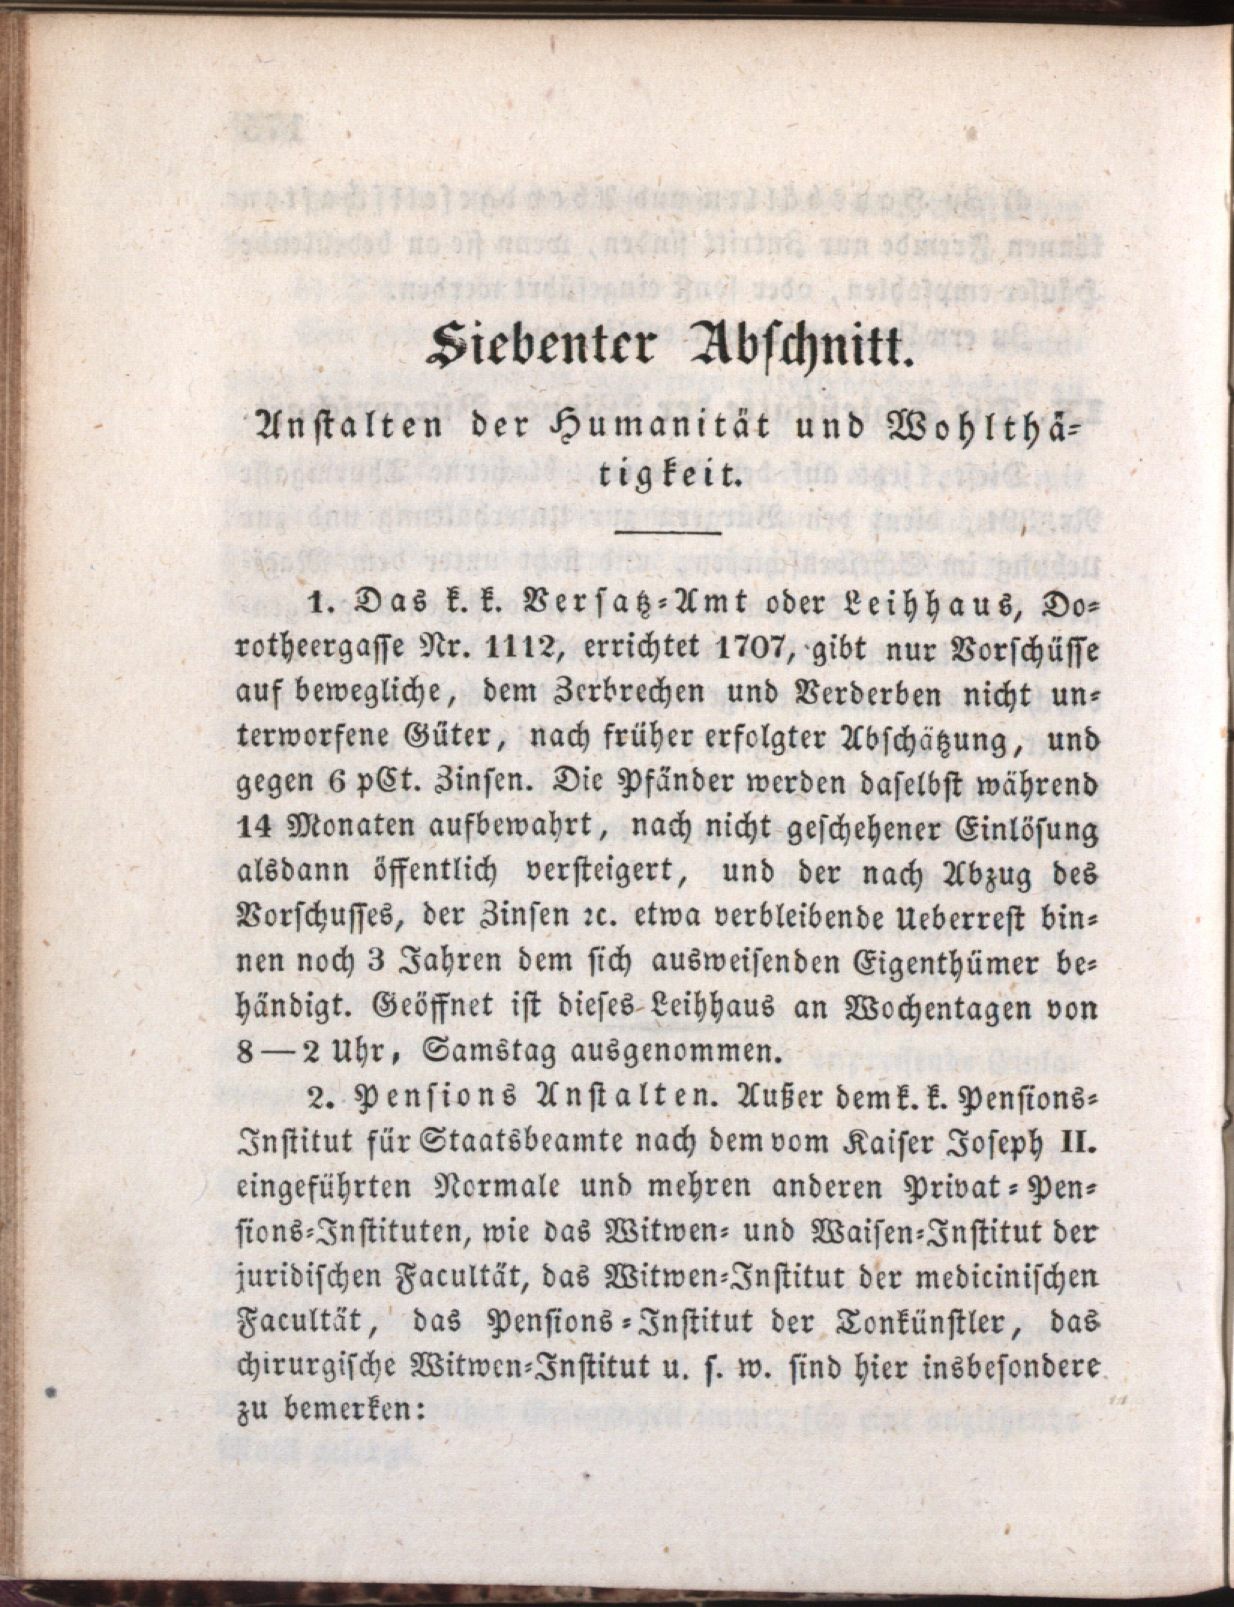 Siebenter Abschnitt.
Anstalten der Humanität und Wohlthä-
tigkeit.
1. Das k. k. Versatz-Amt oder Leihhaus, Do-
rotheergasse Nr. 1112, errichtet 1707, gibt nur Vorschüsse
auf bewegliche, dem Zerbrechen und Verderben nicht un-
terworfene Güter, nach früher erfolgter Abschätzung, und
gegen 6 pCt. Zinsen. Die Pfänder werden daselbst während
14 Monaten aufbewahrt, nach nicht geschehener Einlösung
alsdann öffentlich versteigert, und der nach Abzug des
Vorschusses, der Zinsen ꝛc. etwa verbleibende Ueberrest bin-
nen noch 3 Jahren dem sich ausweisenden Eigenthümer be-
händigt. Geöffnet ist dieses Leihhaus an Wochentagen von
8—2 Uhr, Samstag ausgenommen.
2. Pensions Anstalten. Außer dem k. k. Pensions-
Institut für Staatsbeamte nach dem vom Kaiser Joseph II.
eingeführten Normale und mehren anderen Privat-Pen-
sions-Instituten, wie das Witwen- und Waisen-Institut der
juridischen Facultät, das Witwen-Institut der medicinischen
Facultät, das Pensions-Institut der Tonkünstler, das
chirurgische Witwen-Institut u. s. w. sind hier insbesondere
zu bemerken: